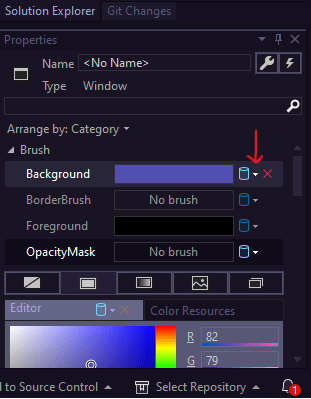 Solution Explorer Git Changes
Properties
Name <No Name>
Type Window
Arrange by: Category
Brush
Background
BorderBrush No brush
Foreground
OpacityMask No brush
Editor Color Resources
R 82
G 79
to Source Control Select Repository 1